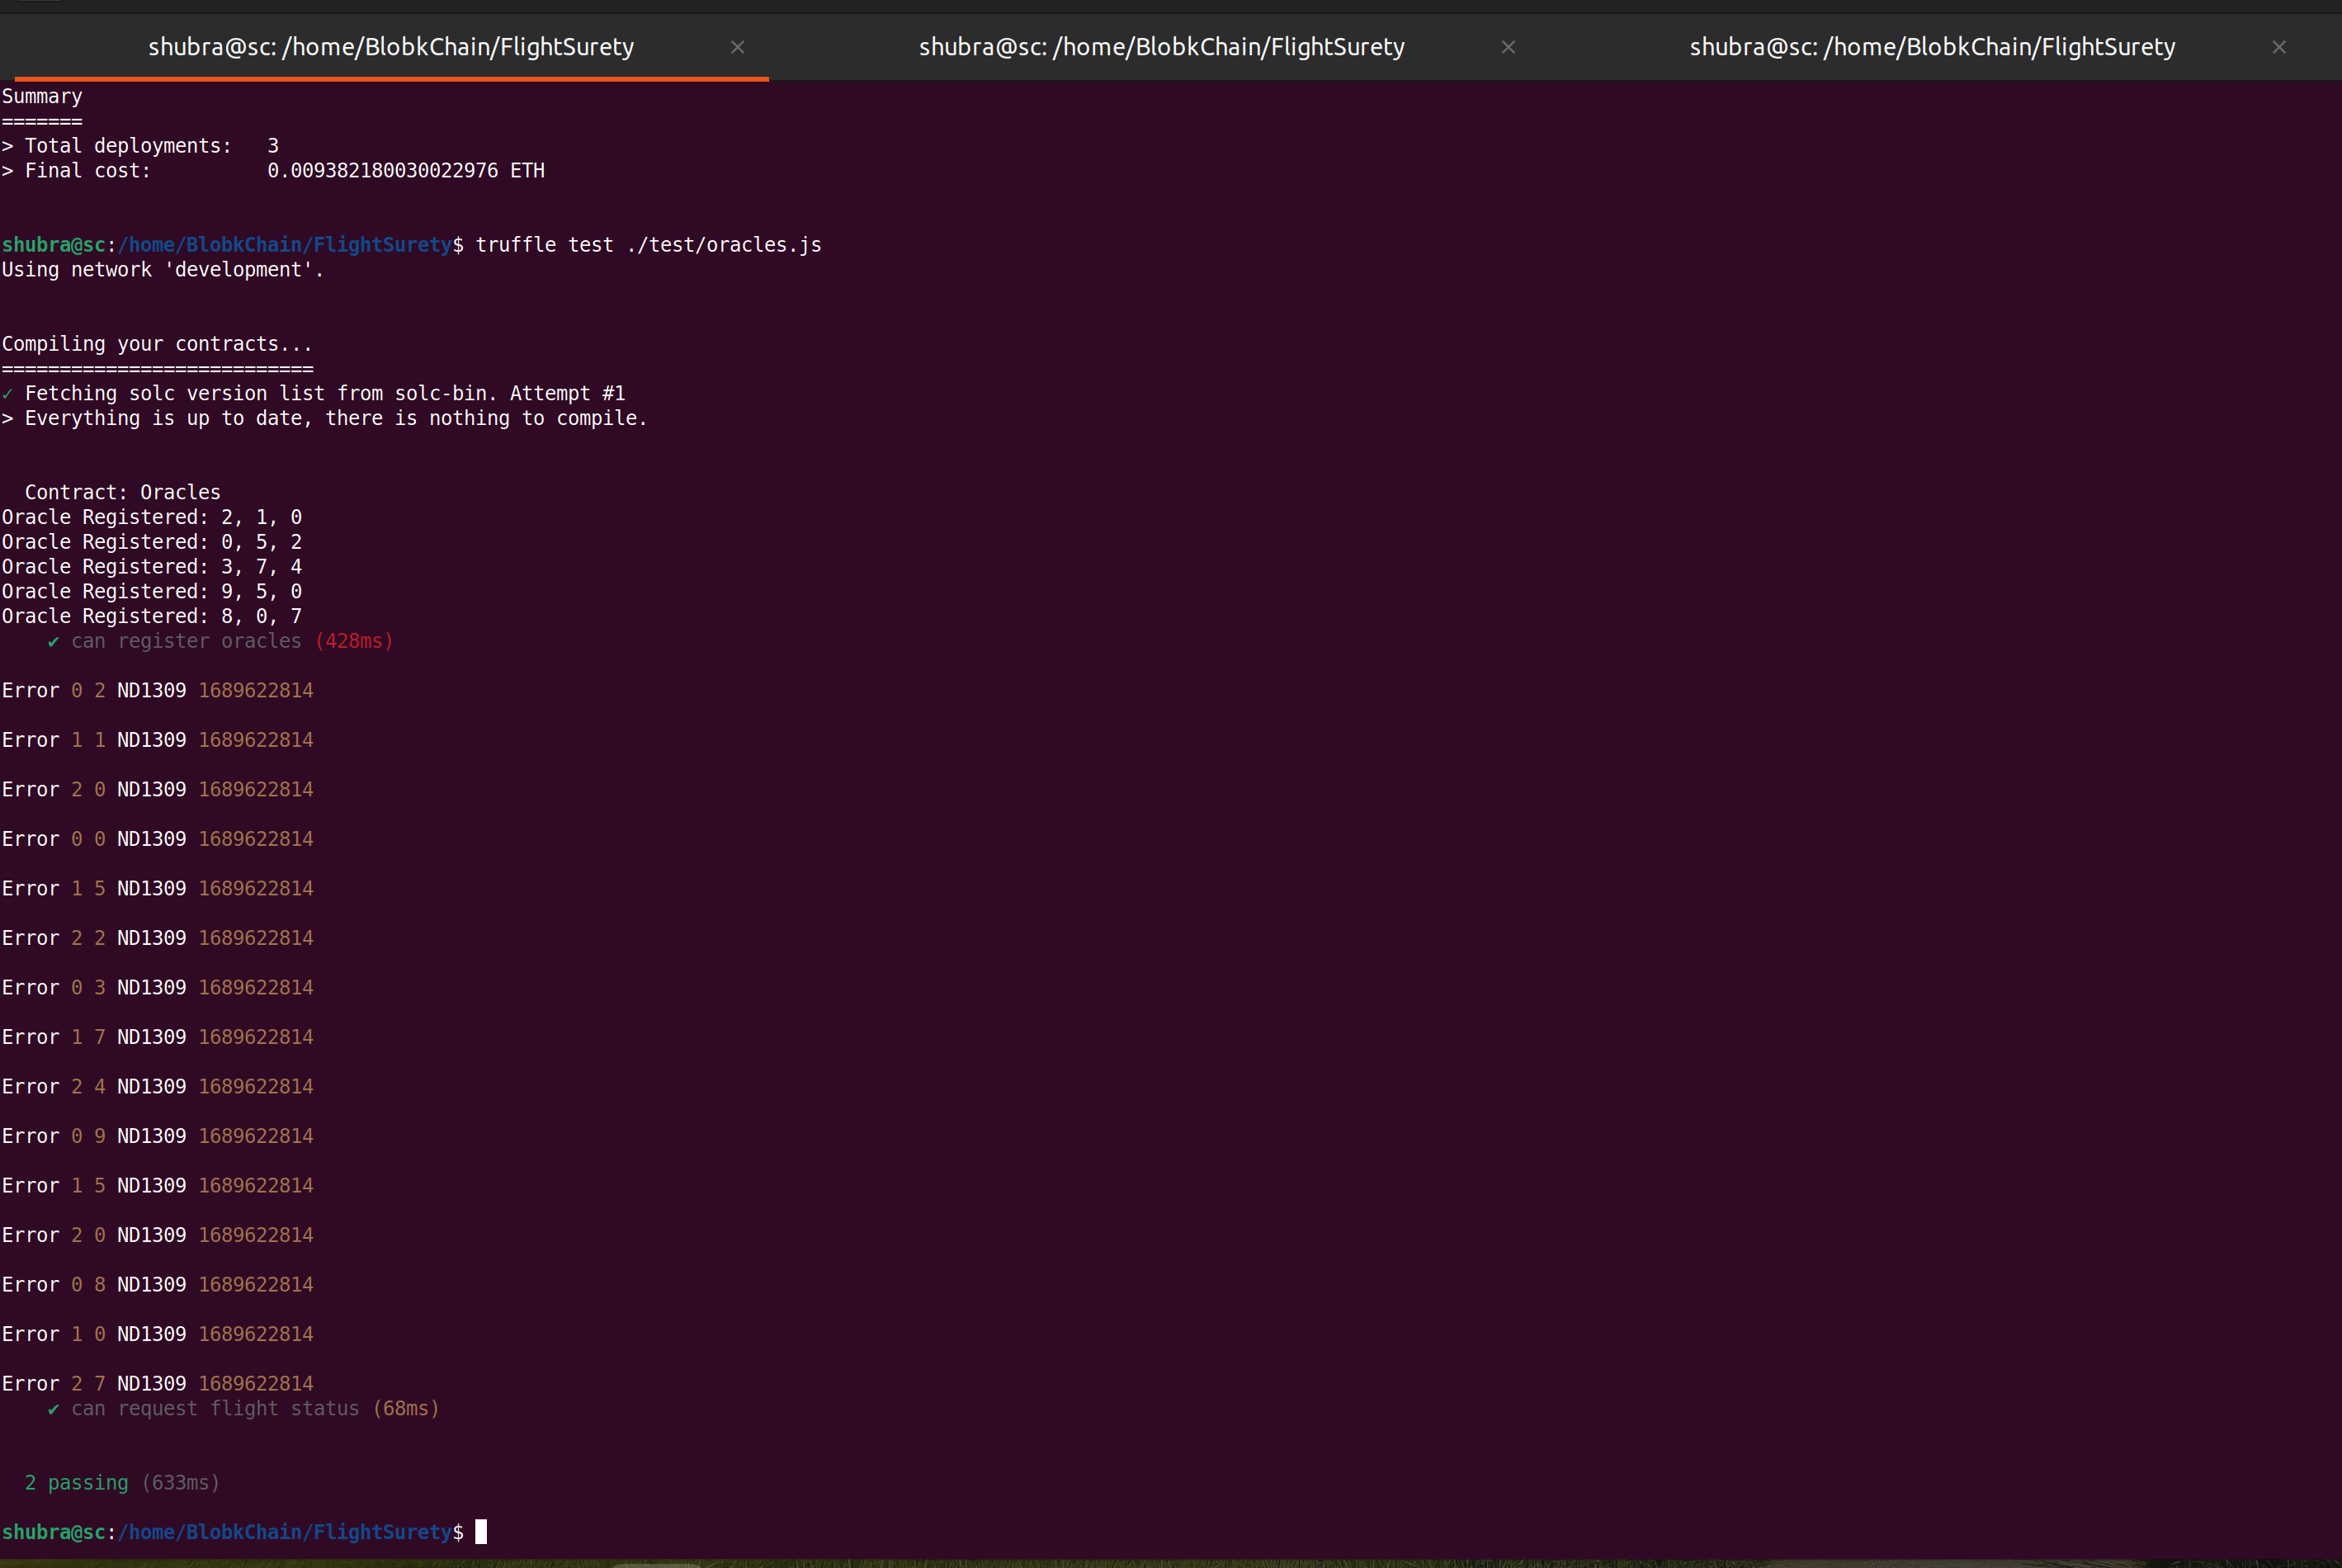 shubra@sc: /home/BlobkChain/FlightSurety × shubra@sc: /home/BlobkChain/FlightSurety × shubra@sc: /home/BlobkChain/FlightSurety ×
Summary
=======
> Total deployments:   3
> Final cost:          0.009382180030022976 ETH
shubra@sc:/home/BlobkChain/FlightSurety$ truffle test ./test/oracles.js
Using network 'development'.
Compiling your contracts...
===========================
✓ Fetching solc version list from solc-bin. Attempt #1
> Everything is up to date, there is nothing to compile.
  Contract: Oracles
Oracle Registered: 2, 1, 0
Oracle Registered: 0, 5, 2
Oracle Registered: 3, 7, 4
Oracle Registered: 9, 5, 0
Oracle Registered: 8, 0, 7
    ✔ can register oracles (428ms)
Error 0 2 ND1309 1689622814
Error 1 1 ND1309 1689622814
Error 2 0 ND1309 1689622814
Error 0 0 ND1309 1689622814
Error 1 5 ND1309 1689622814
Error 2 2 ND1309 1689622814
Error 0 3 ND1309 1689622814
Error 1 7 ND1309 1689622814
Error 2 4 ND1309 1689622814
Error 0 9 ND1309 1689622814
Error 1 5 ND1309 1689622814
Error 2 0 ND1309 1689622814
Error 0 8 ND1309 1689622814
Error 1 0 ND1309 1689622814
Error 2 7 ND1309 1689622814
    ✔ can request flight status (68ms)
  2 passing (633ms)
shubra@sc:/home/BlobkChain/FlightSurety$